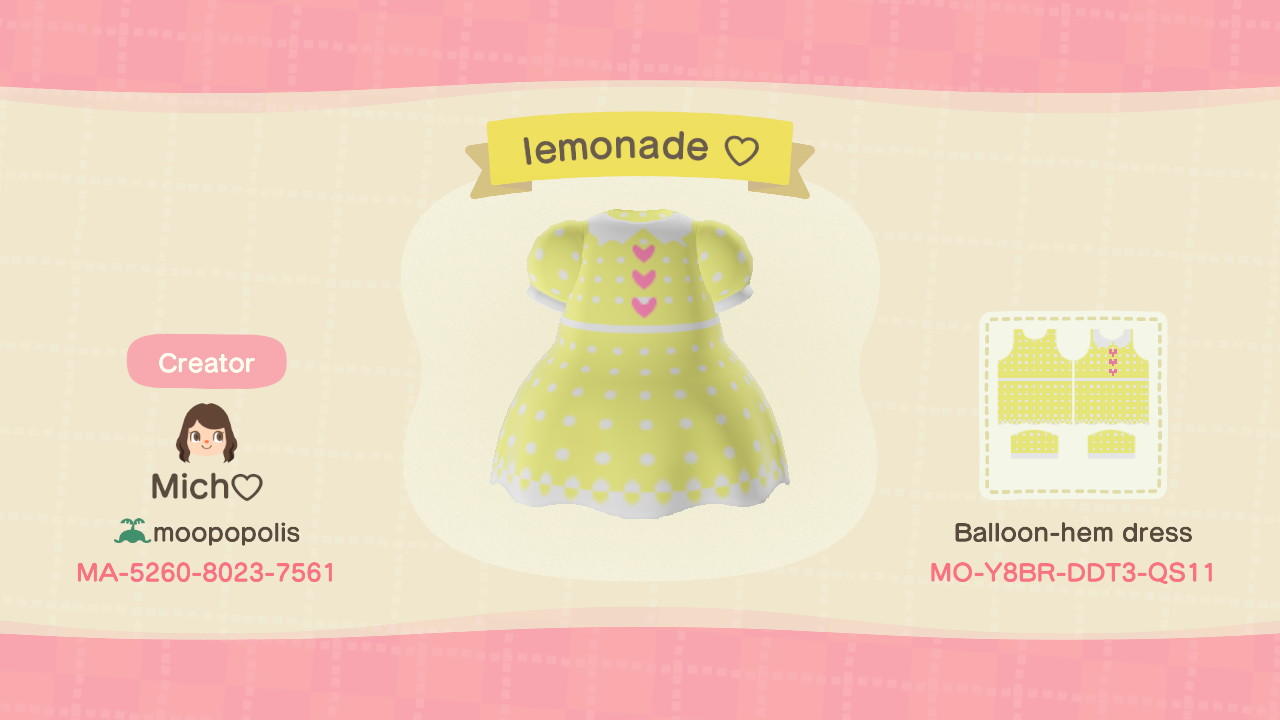 lemonade ♡
Creator
Mich♡
moopopolis
MA-5260-8023-7561
Balloon-hem dress
MO-Y8BR-DDT3-QS11